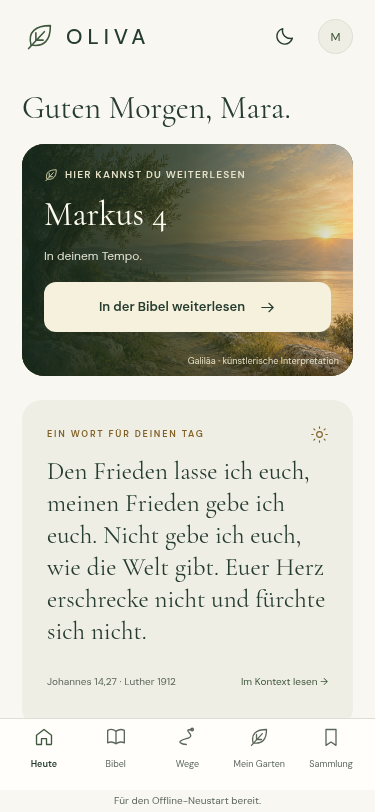 OLIVA
M
Guten Morgen, Mara.
HIER KANNST DU WEITERLESEN
Markus 4
In deinem Tempo.
In der Bibel weiterlesen →
Galiläa · künstlerische Interpretation
EIN WORT FÜR DEINEN TAG
Den Frieden lasse ich euch,
meinen Frieden gebe ich
euch. Nicht gebe ich euch,
wie die Welt gibt. Euer Herz
erschrecke nicht und fürchte
sich nicht.
Johannes 14,27 · Luther 1912 Im Kontext lesen →
Heute Bibel Wege Mein Garten Sammlung
Für den Offline-Neustart bereit.